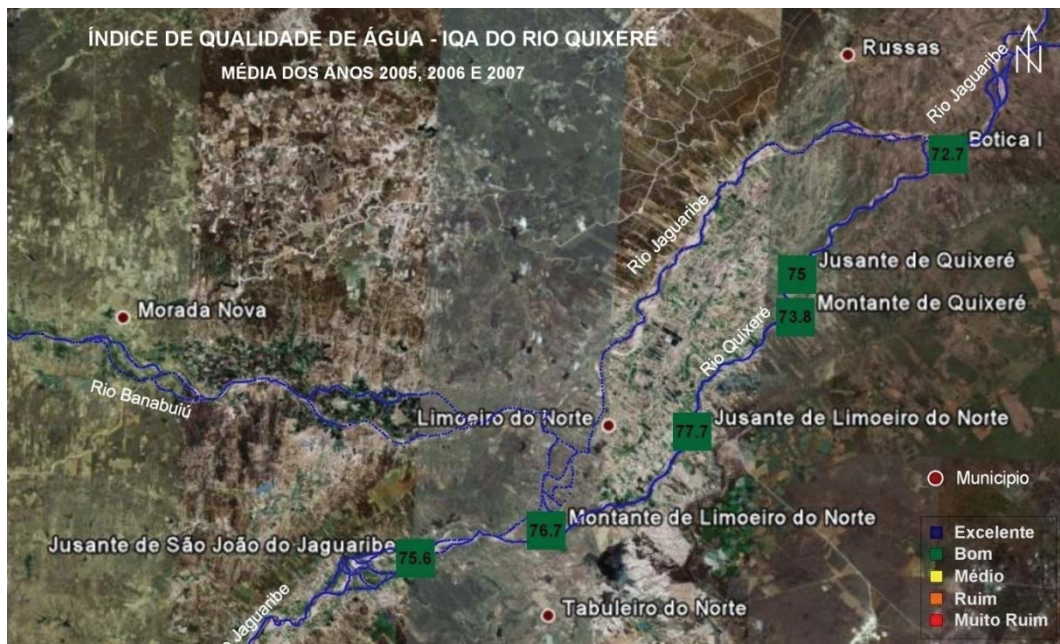 ÍNDICE DE QUALIDADE DE ÁGUA - IQA DO RIO QUIXERÉ
MÉDIA DOS ANOS 2005, 2006 E 2007
Russas
N
Rio Jaguaribe
72.7
Botica I
Rio Jaguaribe
75
Jusante de Quixeré
Morada Nova
73.8
Montante de Quixeré
Rio Quixeré
Rio Banabuiú
Limoeiro do Norte
77.7
Jusante de Limoeiro do Norte
Município
76.7
Montante de Limoeiro do Norte
Jusante de São João do Jaguaribe
75.6
Excelente
Bom
Médio
Ruim
Muito Ruim
Rio Jaguaribe
Tabuleiro do Norte